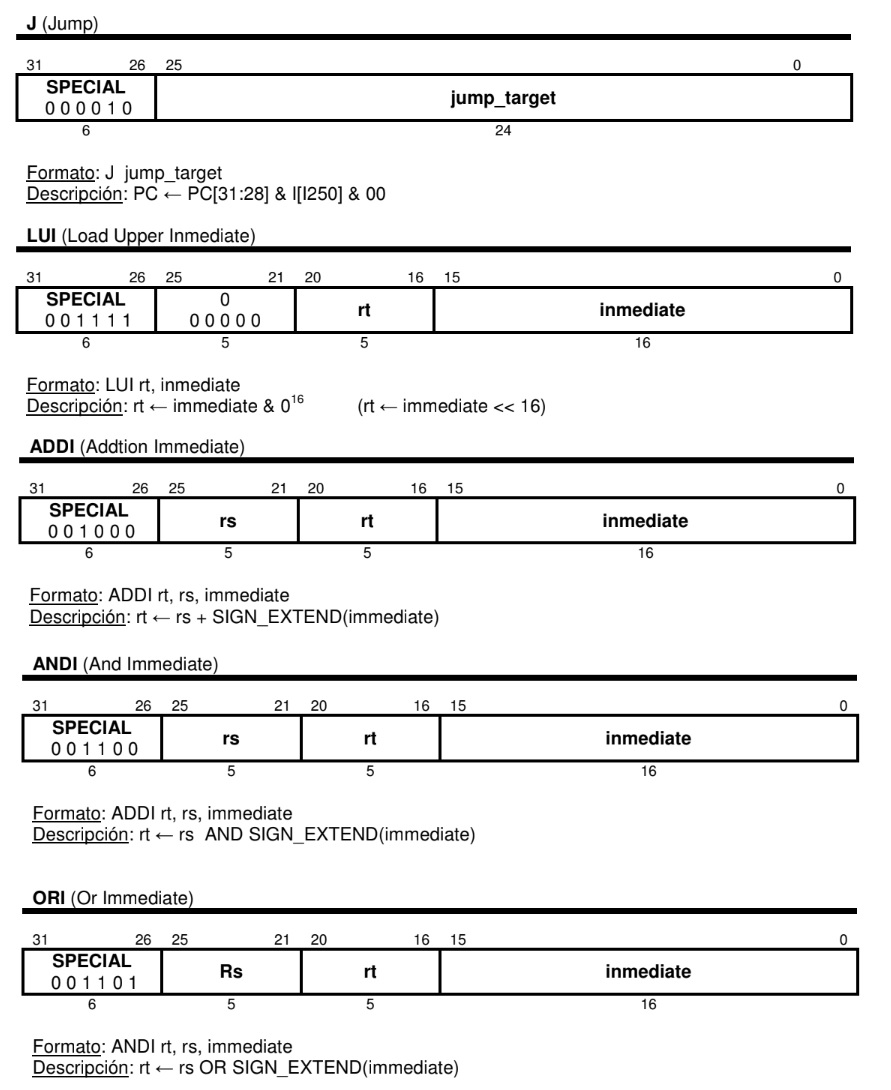 J (Jump)
31 26 25 0
SPECIAL
0 0 0 0 1 0
jump_target
6 24
Formato: J jump_target
Descripción: PC ← PC[31:28] & I[I250] & 00
LUI (Load Upper Inmediate)
31 26 25 21 20 16 15 0
SPECIAL 0
0 0 1 1 1 1 0 0 0 0 0
rt inmediate
6 5 5 16
Formato: LUI rt, inmediate
Descripción: rt ← immediate & 0¹⁶ (rt ← immediate << 16)
ADDI (Addtion Immediate)
31 26 25 21 20 16 15 0
SPECIAL
0 0 1 0 0 0
rs rt inmediate
6 5 5 16
Formato: ADDI rt, rs, immediate
Descripción: rt ← rs + SIGN_EXTEND(immediate)
ANDI (And Immediate)
31 26 25 21 20 16 15 0
SPECIAL
0 0 1 1 0 0
rs rt inmediate
6 5 5 16
Formato: ADDI rt, rs, immediate
Descripción: rt ← rs AND SIGN_EXTEND(immediate)
ORI (Or Immediate)
31 26 25 21 20 16 15 0
SPECIAL
0 0 1 1 0 1
Rs rt inmediate
6 5 5 16
Formato: ANDI rt, rs, immediate
Descripción: rt ← rs OR SIGN_EXTEND(immediate)